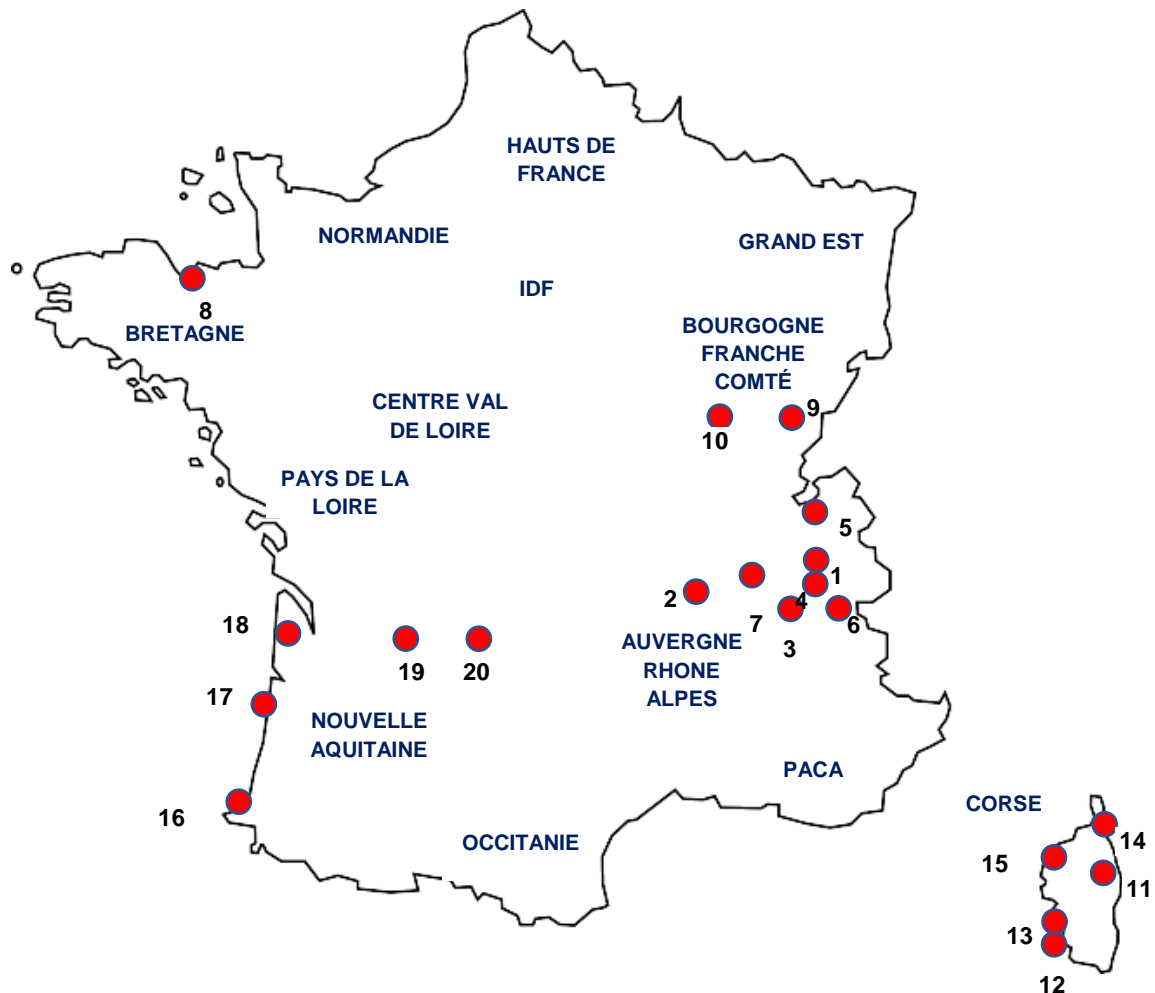 HAUTS DE
FRANCE
NORMANDIE
GRAND EST
IDF
8
BRETAGNE
BOURGOGNE
FRANCHE
COMTÉ
CENTRE VAL
DE LOIRE
9
10
PAYS DE LA
LOIRE
5
1
2
4
7
3
6
18
19
20
AUVERGNE
RHONE
ALPES
17
NOUVELLE
AQUITAINE
PACA
16
CORSE
OCCITANIE
14
15
11
13
12